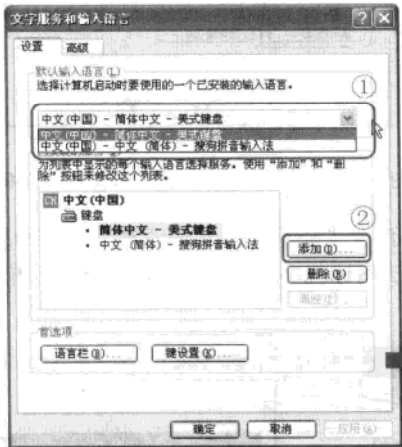 文字服务和输入语言
设置 高级
默认输入语言(L)
选择计算机启动时要使用的一个已安装的输入语言。
①
中文(中国) - 简体中文 - 美式键盘
中文(中国) - 简体中文 - 美式键盘
中文(中国) - 中文 (简体) - 搜狗拼音输入法
为列表中显示的每个输入语言选择服务。使用“添加”和“删
除”按钮来修改这个列表。
CH 中文(中国)
键盘
• 简体中文 - 美式键盘
• 中文 (简体) - 搜狗拼音输入法
②
添加(D)...
删除(R)
属性(P)...
首选项
语言栏(B)... 键设置(K)...
确定 取消 应用(A)